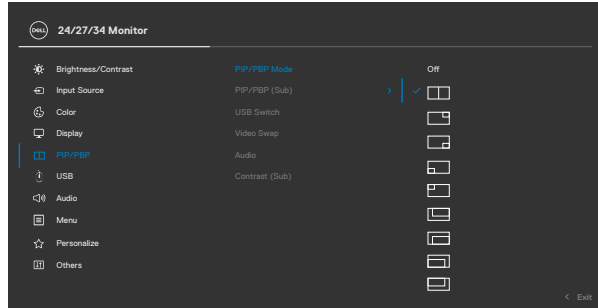 DELL 24/27/34 Monitor
Brightness/Contrast
Input Source
Color
Display
PIP/PBP
USB
Audio
Menu
Personalize
Others
PIP/PBP Mode
PIP/PBP (Sub)
USB Switch
Video Swap
Audio
Contrast (Sub)
Off
Exit